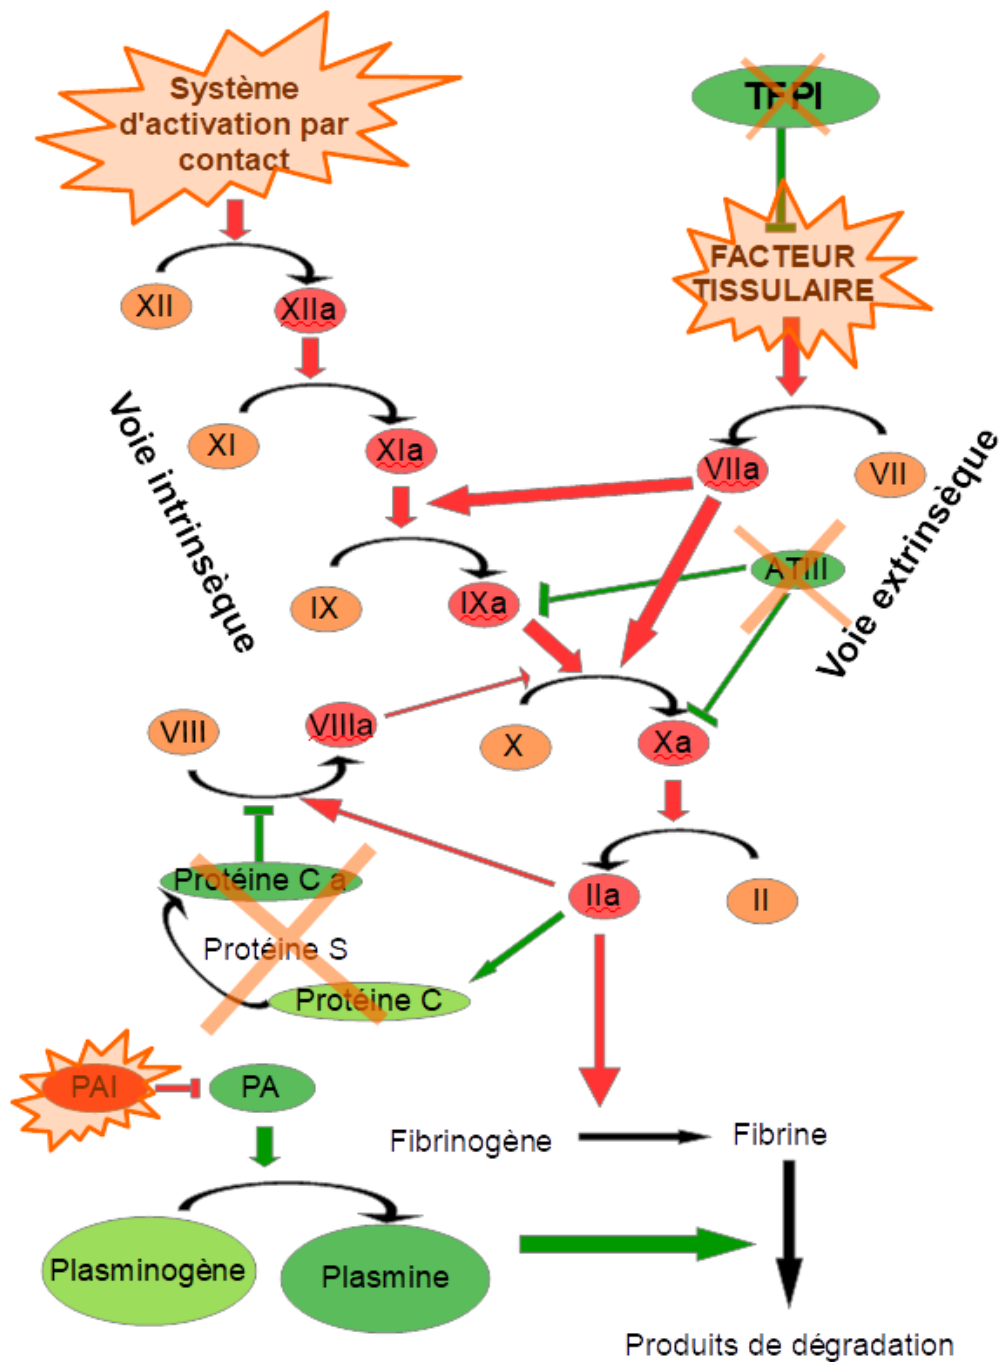 Système
d'activation par
contact
TFPI
FACTEUR
TISSULAIRE
XII
XIIa
Voie intrinsèque
XI
XIa
VIIa
VII
Voie extrinsèque
ATIII
IX
IXa
VIII
VIIIa
X
Xa
Protéine C a
IIa
II
Protéine S
Protéine C
PAI
PA
Fibrinogène
Fibrine
Plasminogène
Plasmine
Produits de dégradation